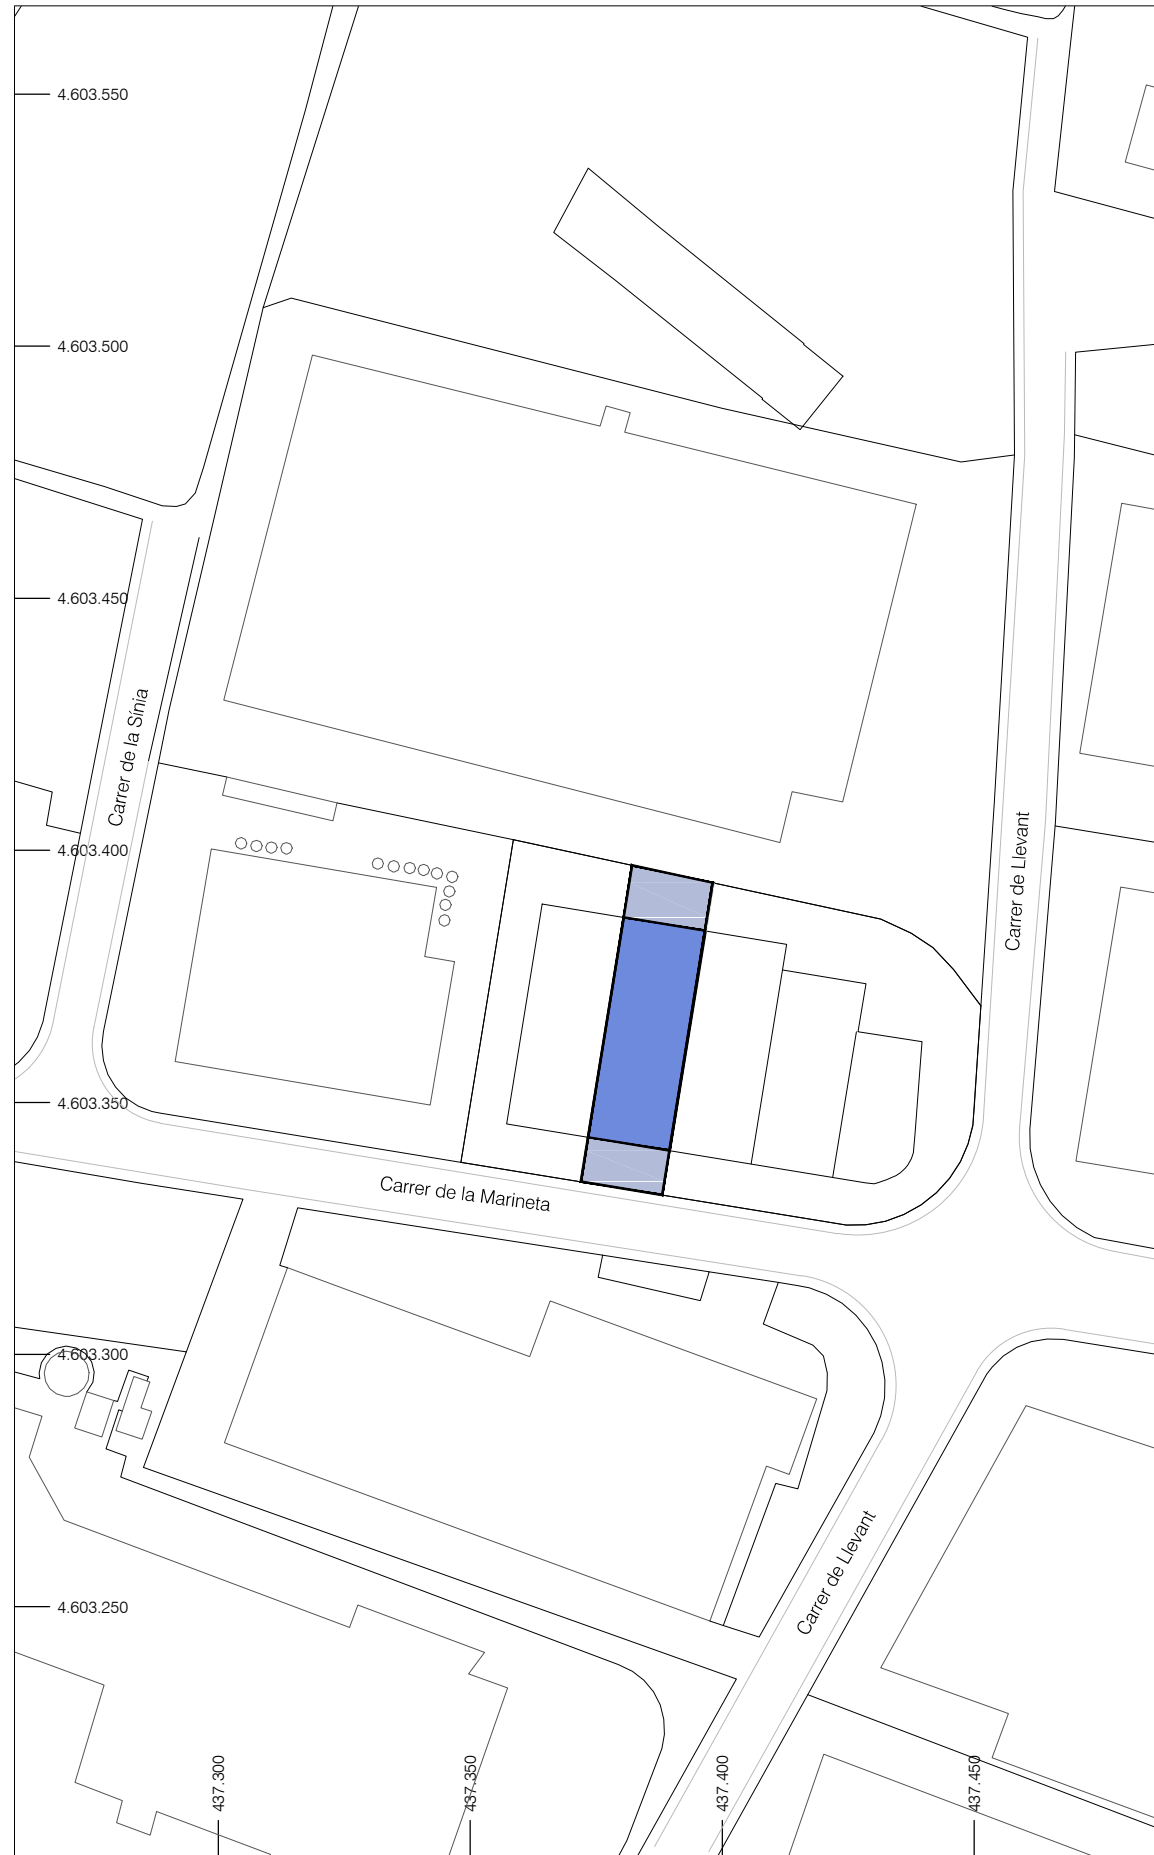 4.603.550
4.603.500
4.603.450
Carrer de la Sínia
4.603.400
Carrer de Llevant
4.603.350
Carrer de la Marineta
4.603.300
Carrer de Llevant
4.603.250
437.300
437.350
437.400
437.450